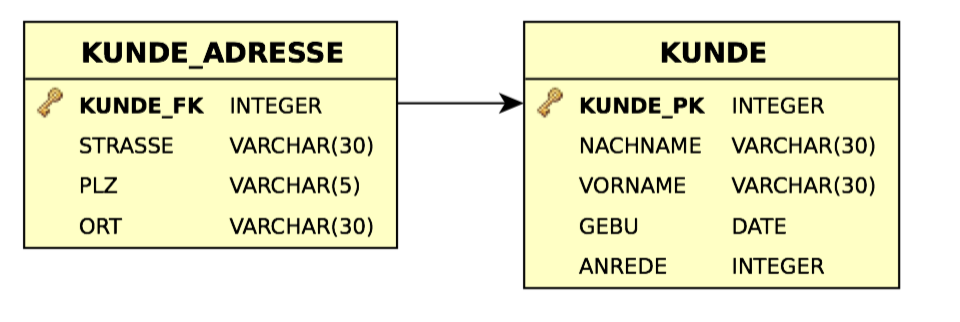 KUNDE_ADRESSE
KUNDE_FK INTEGER
STRASSE VARCHAR(30)
PLZ VARCHAR(5)
ORT VARCHAR(30)
KUNDE
KUNDE_PK INTEGER
NACHNAME VARCHAR(30)
VORNAME VARCHAR(30)
GEBU DATE
ANREDE INTEGER